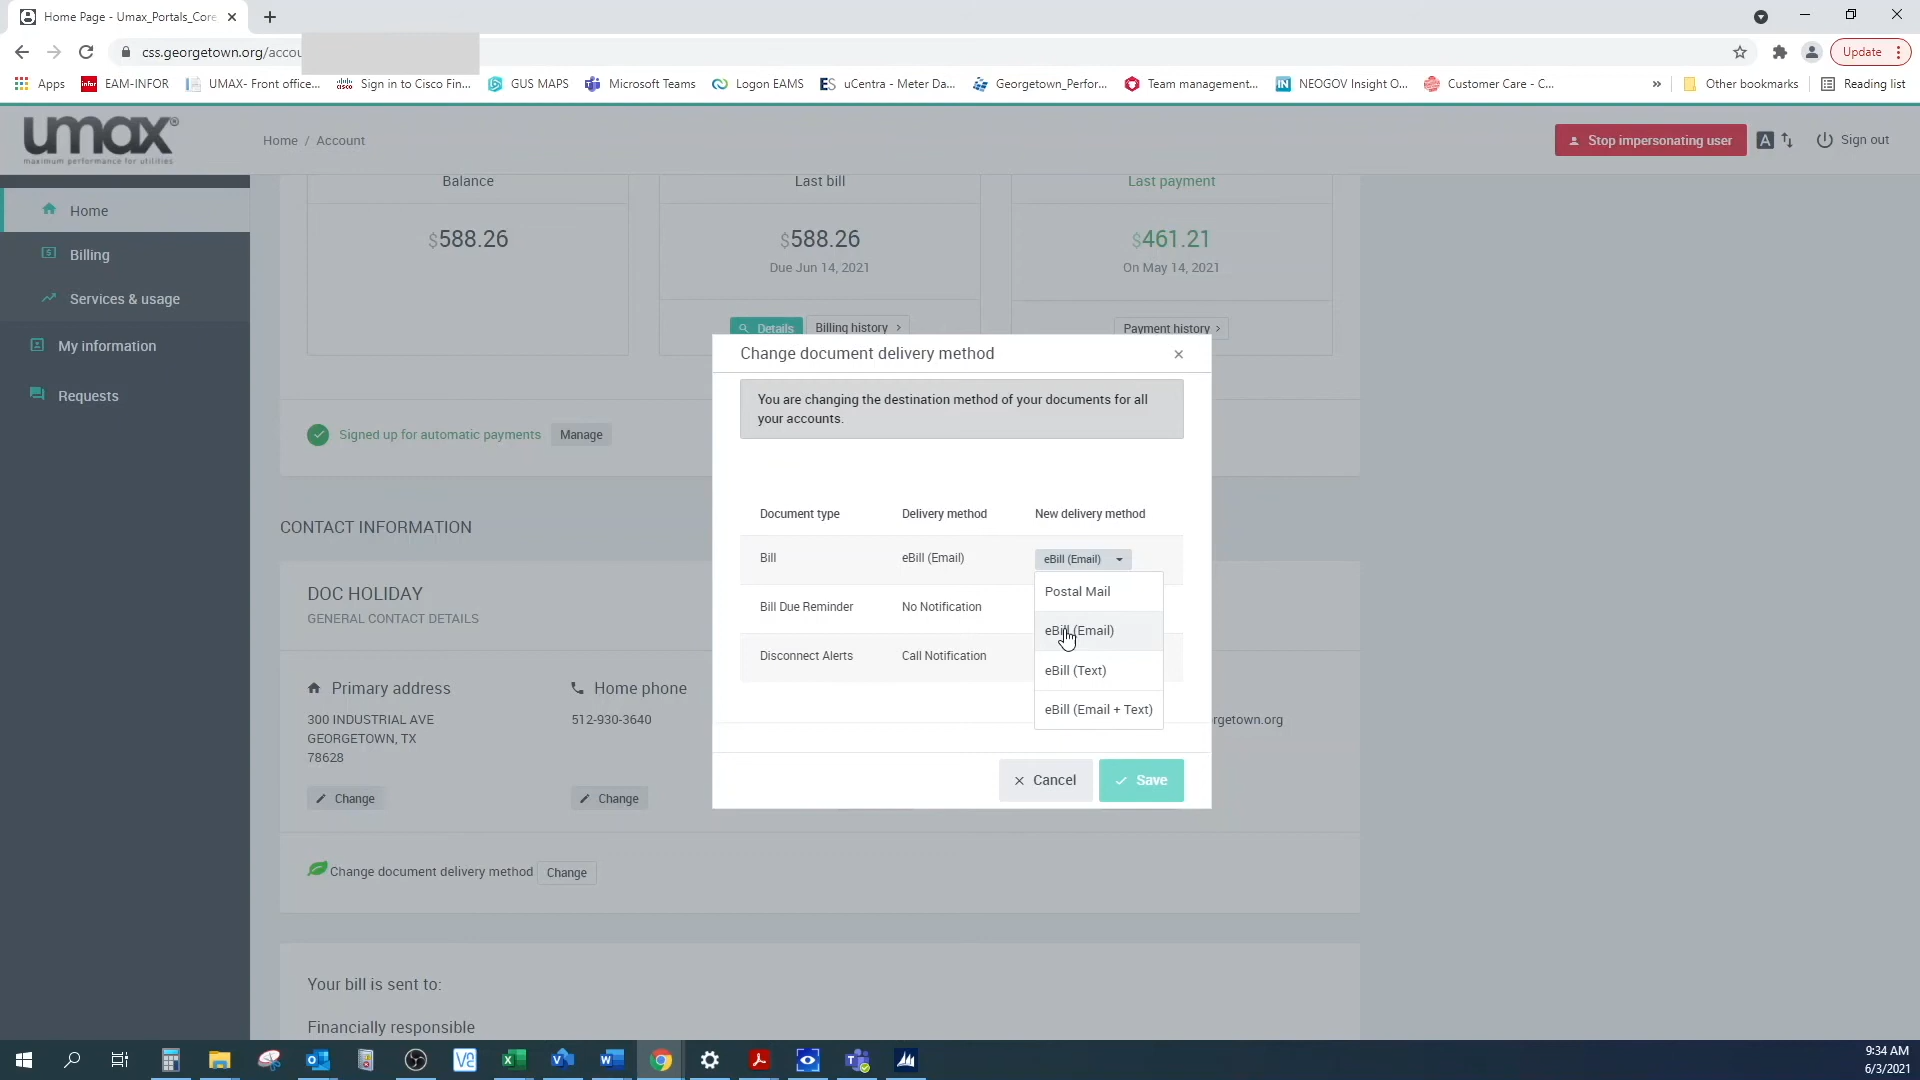 Home Page - Umax_Portals_Core
css.georgetown.org/accou
Update
Apps
EAM-INFOR
UMAX- Front office...
Sign in to Cisco Fin...
GUS MAPS
Microsoft Teams
Logon EAMS
uCentra - Meter Da...
Georgetown_Perfor...
Team management...
NEOGOV Insight O...
Customer Care - C...
»
Other bookmarks
Reading list
umax®
maximum performance for utilities
Home / Account
Stop impersonating user
A
Sign out
Home
Billing
Services & usage
My information
Requests
Balance
$588.26
Last bill
$588.26
Due Jun 14, 2021
Details
Billing history >
Last payment
$461.21
On May 14, 2021
Payment history >
Signed up for automatic payments
Manage
CONTACT INFORMATION
DOC HOLIDAY
GENERAL CONTACT DETAILS
Primary address
300 INDUSTRIAL AVE
GEORGETOWN, TX
78628
Change
Home phone
512-930-3640
Change
rgetown.org
Change document delivery method
Change
Your bill is sent to:
Financially responsible
Change document delivery method
×
You are changing the destination method of your documents for all
your accounts.
Document type Delivery method New delivery method
Bill eBill (Email) eBill (Email)
Bill Due Reminder No Notification
Disconnect Alerts Call Notification
Postal Mail
eBill (Email)
eBill (Text)
eBill (Email + Text)
Cancel
Save
9:34 AM
6/3/2021